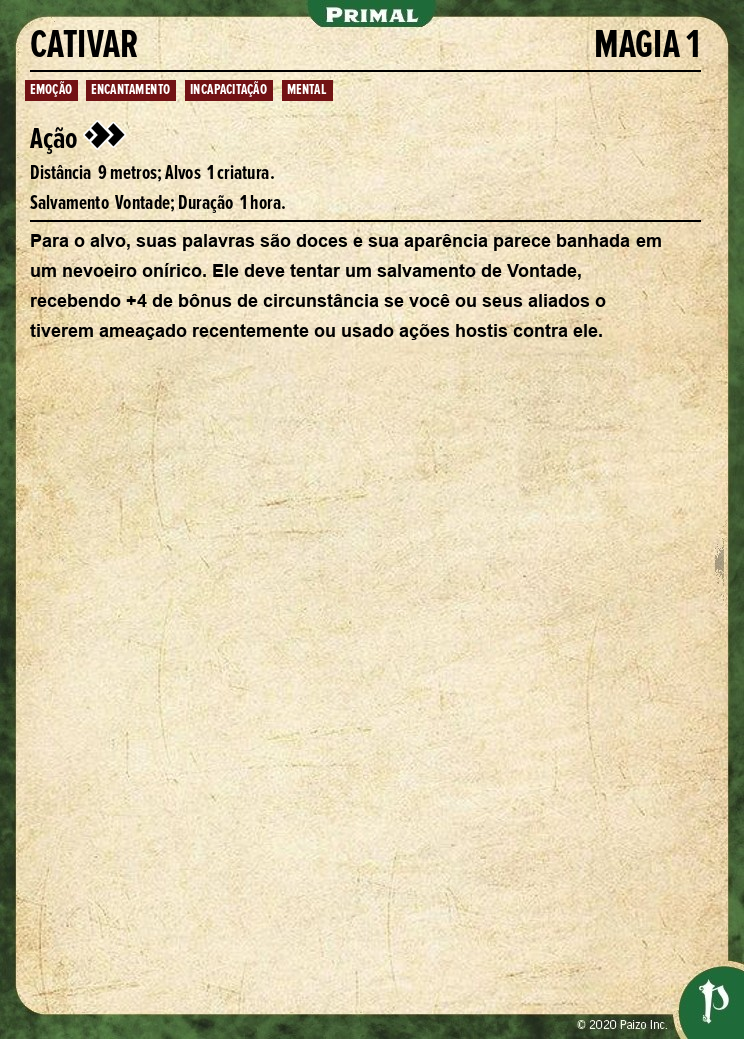 PRIMAL
CATIVAR MAGIA 1
EMOÇÃO ENCANTAMENTO INCAPACITAÇÃO MENTAL
Ação
Distância 9 metros; Alvos 1 criatura.
Salvamento Vontade; Duração 1 hora.
Para o alvo, suas palavras são doces e sua aparência parece banhada em
um nevoeiro onírico. Ele deve tentar um salvamento de Vontade,
recebendo +4 de bônus de circunstância se você ou seus aliados o
tiverem ameaçado recentemente ou usado ações hostis contra ele.
P
© 2020 Paizo Inc.